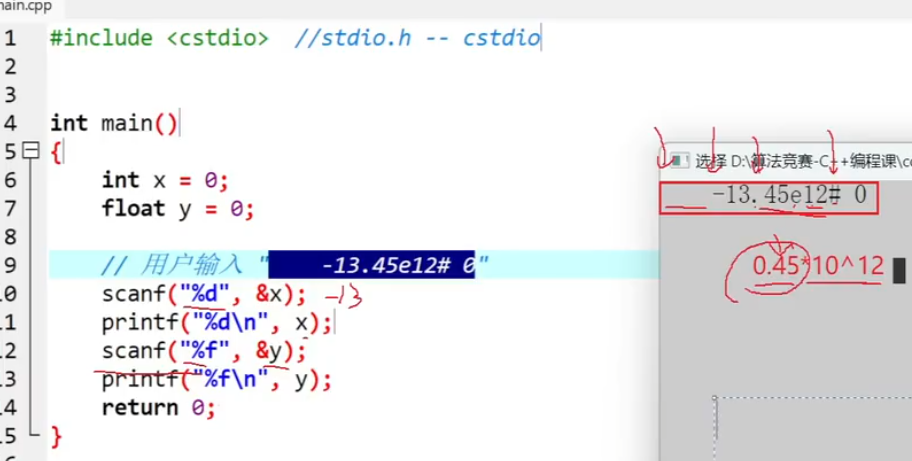 main.cpp
1 #include <cstdio> //stdio.h -- cstdio
2
3
4 int main()
5 {
6 int x = 0;
7 float y = 0;
8
9 // 用户输入 " -13.45e12# 0"
10 scanf("%d", &x); -13
11 printf("%d\n", x);
12 scanf("%f", &y);
13 printf("%f\n", y);
14 return 0;
15 }
选择 D:\算法竞赛-C++编程课\co
-13.45e12# 0
0.45*10^12